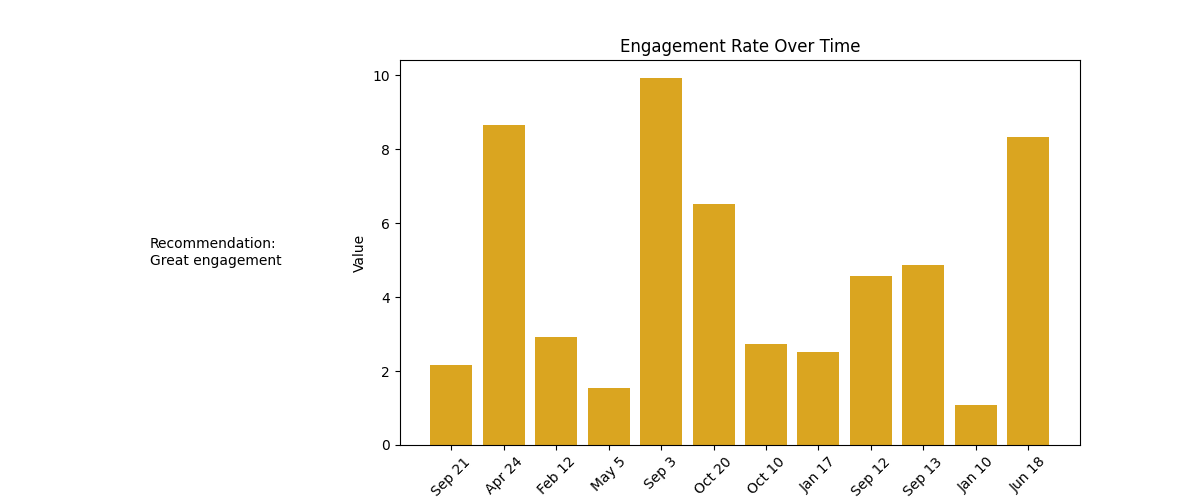 Engagement Rate Over Time
Recommendation:
Great engagement
Value
10
8
6
4
2
0
Sep 21
Apr 24
Feb 12
May 5
Sep 3
Oct 20
Oct 10
Jan 17
Sep 12
Sep 13
Jan 10
Jun 18